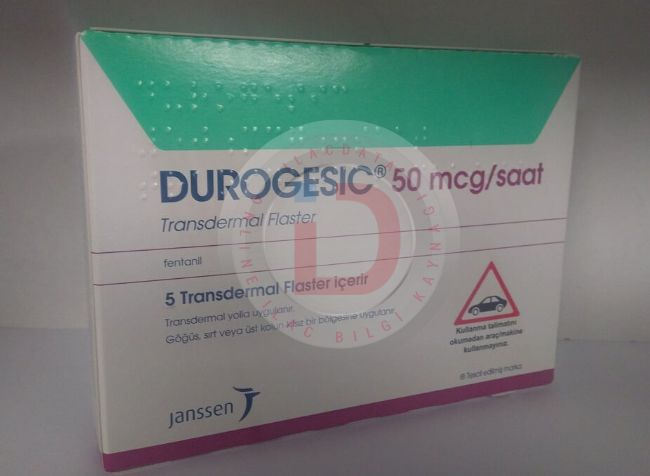 DUROGESIC® 50 mcg/saat
Transdermal Flaster
fentanil
5 Transdermal Flaster içerir
Transdermal yolla uygulanır.
Göğüs, sırt veya üst kolun kılsız bir bölgesine uygulanır.
Kullanma talimatını
okumadan araç/makine
kullanmayınız.
® Tescil edilmiş marka
janssen